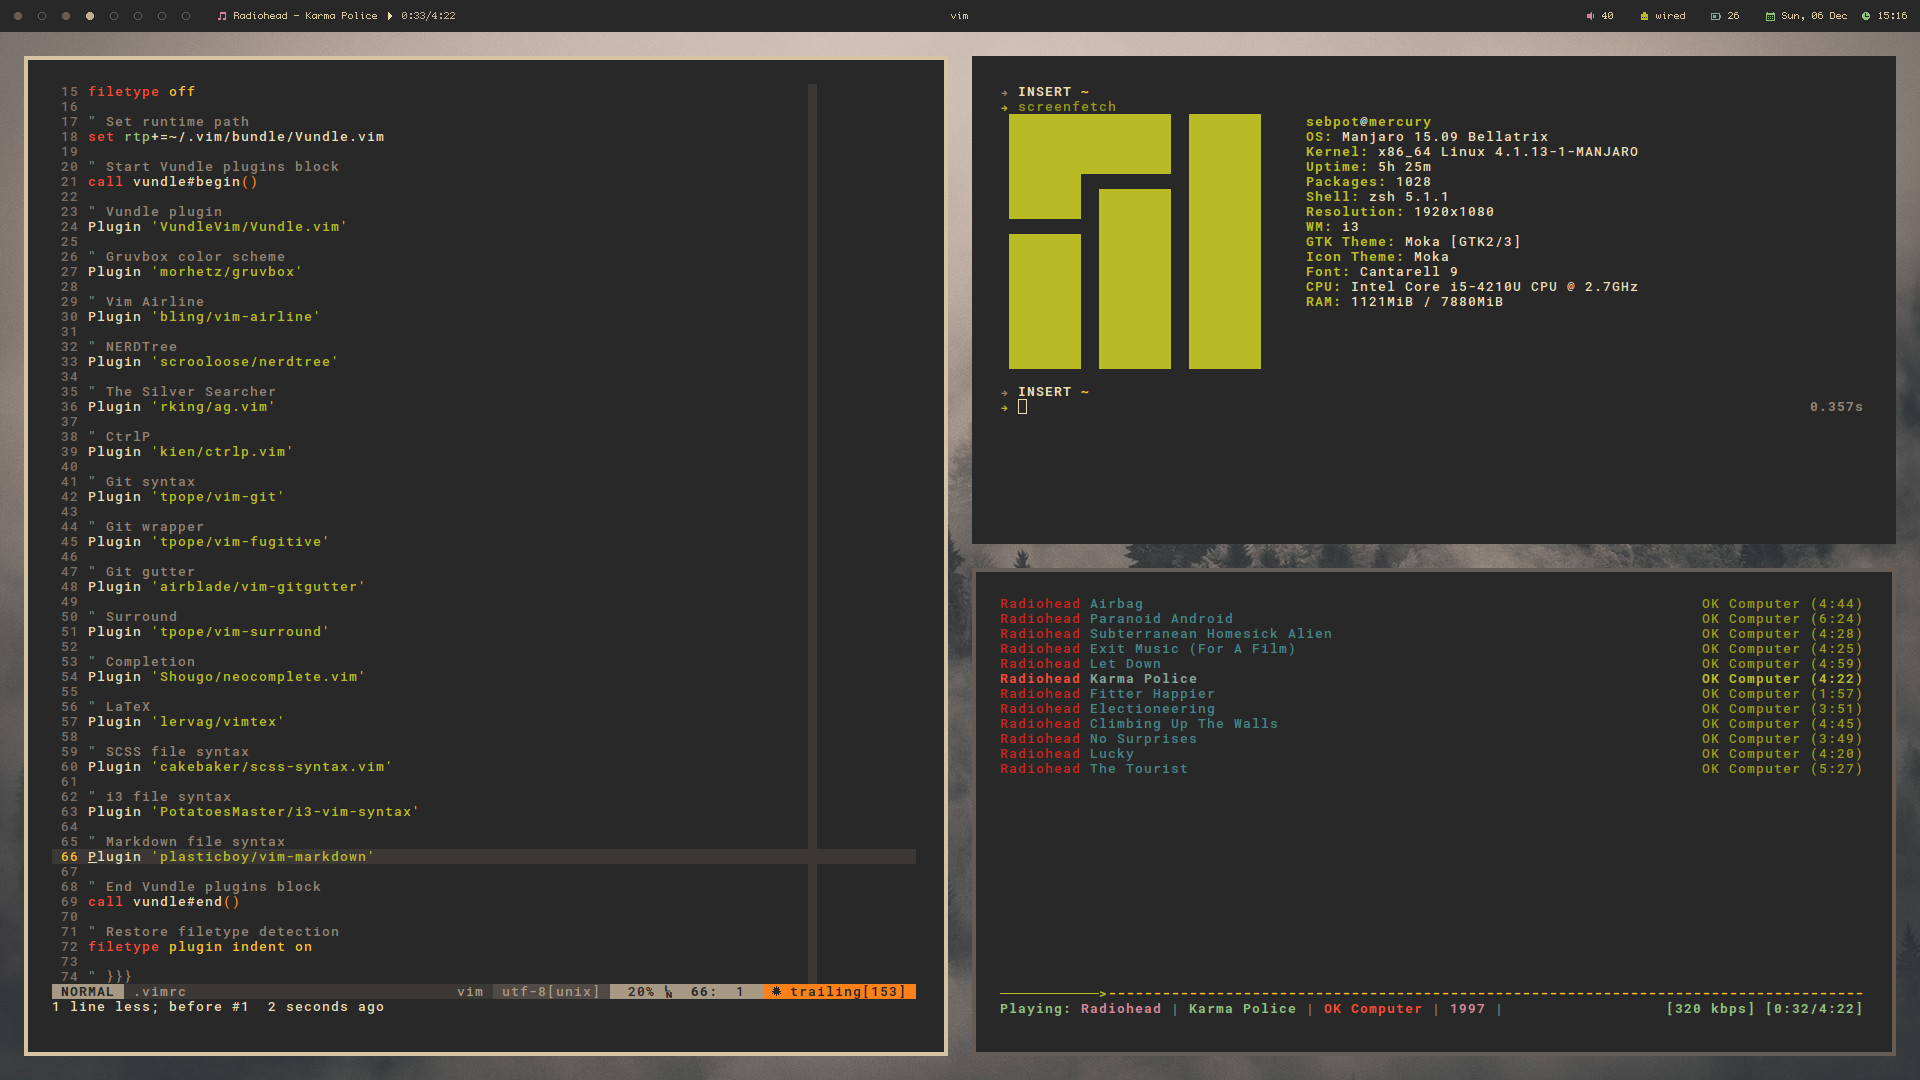 Radiohead - Karma Police 0:33/4:22
vim
40 wired 26 Sun, 06 Dec 15:16
15 filetype off
16
17 " Set runtime path
18 set rtp+=~/.vim/bundle/Vundle.vim
19
20 " Start Vundle plugins block
21 call vundle#begin()
22
23 " Vundle plugin
24 Plugin 'VundleVim/Vundle.vim'
25
26 " Gruvbox color scheme
27 Plugin 'morhetz/gruvbox'
28
29 " Vim Airline
30 Plugin 'bling/vim-airline'
31
32 " NERDTree
33 Plugin 'scrooloose/nerdtree'
34
35 " The Silver Searcher
36 Plugin 'rking/ag.vim'
37
38 " CtrlP
39 Plugin 'kien/ctrlp.vim'
40
41 " Git syntax
42 Plugin 'tpope/vim-git'
43
44 " Git wrapper
45 Plugin 'tpope/vim-fugitive'
46
47 " Git gutter
48 Plugin 'airblade/vim-gitgutter'
49
50 " Surround
51 Plugin 'tpope/vim-surround'
52
53 " Completion
54 Plugin 'Shougo/neocomplete.vim'
55
56 " LaTeX
57 Plugin 'lervag/vimtex'
58
59 " SCSS file syntax
60 Plugin 'cakebaker/scss-syntax.vim'
61
62 " i3 file syntax
63 Plugin 'PotatoesMaster/i3-vim-syntax'
64
65 " Markdown file syntax
66 Plugin 'plasticboy/vim-markdown'
67
68 " End Vundle plugins block
69 call vundle#end()
70
71 " Restore filetype detection
72 filetype plugin indent on
73
74 " }}}
NORMAL .vimrc vim utf-8[unix] 20% LN 66: 1 trailing[153]
1 line less; before #1 2 seconds ago
→ INSERT ~
→ screenfetch
sebpot@mercury
OS: Manjaro 15.09 Bellatrix
Kernel: x86_64 Linux 4.1.13-1-MANJARO
Uptime: 5h 25m
Packages: 1028
Shell: zsh 5.1.1
Resolution: 1920x1080
WM: i3
GTK Theme: Moka [GTK2/3]
Icon Theme: Moka
Font: Cantarell 9
CPU: Intel Core i5-4210U CPU @ 2.7GHz
RAM: 1121MiB / 7880MiB
→ INSERT ~
→ 0.357s
Radiohead Airbag OK Computer (4:44)
Radiohead Paranoid Android OK Computer (6:24)
Radiohead Subterranean Homesick Alien OK Computer (4:28)
Radiohead Exit Music (For A Film) OK Computer (4:25)
Radiohead Let Down OK Computer (4:59)
Radiohead Karma Police OK Computer (4:22)
Radiohead Fitter Happier OK Computer (1:57)
Radiohead Electioneering OK Computer (3:51)
Radiohead Climbing Up The Walls OK Computer (4:45)
Radiohead No Surprises OK Computer (3:49)
Radiohead Lucky OK Computer (4:20)
Radiohead The Tourist OK Computer (5:27)
Playing: Radiohead | Karma Police | OK Computer | 1997 | [320 kbps] [0:32/4:22]